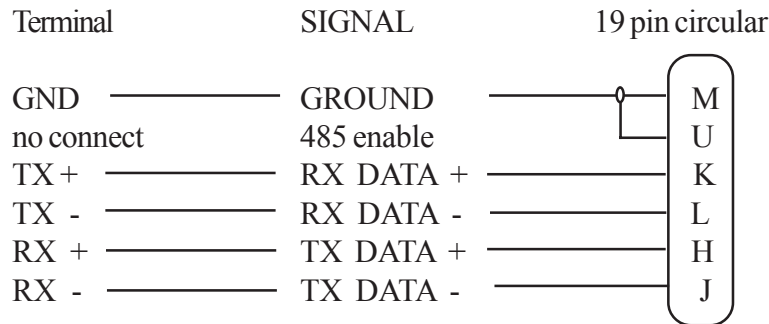 Terminal SIGNAL 19 pin circular
GND GROUND M
no connect 485 enable U
TX + RX DATA + K
TX - RX DATA - L
RX + TX DATA + H
RX - TX DATA - J